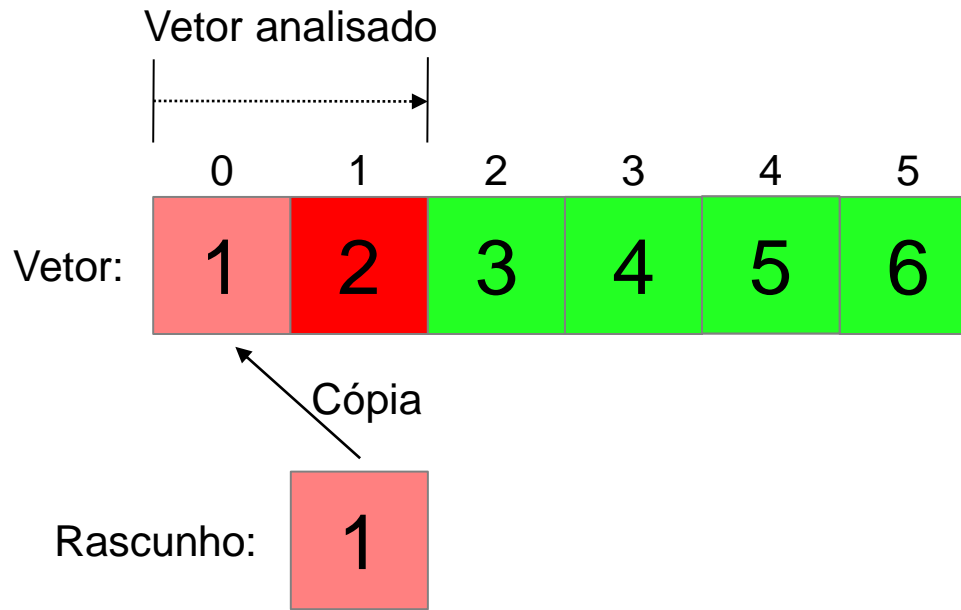 Vetor analisado
0 1 2 3 4 5
Vetor: 1 2 3 4 5 6
Cópia
Rascunho: 1